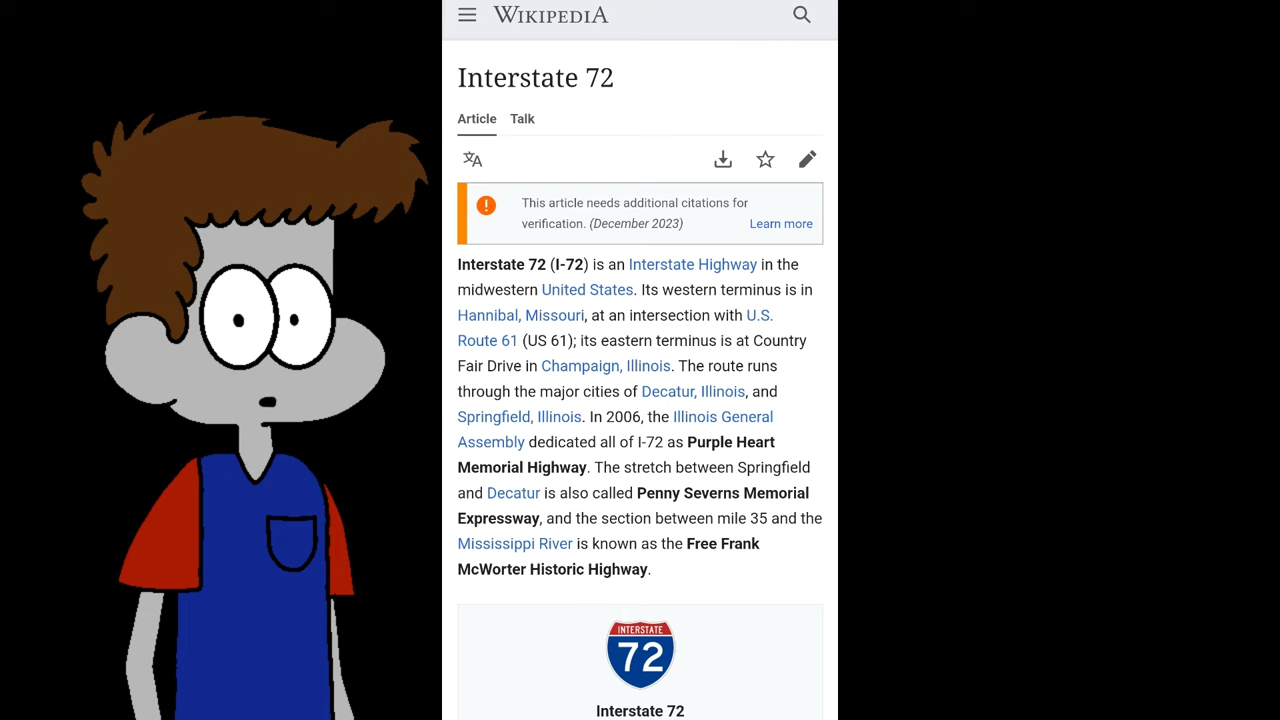 WIKIPEDIA
Interstate 72
Article Talk
This article needs additional citations for
verification. (December 2023) Learn more
Interstate 72 (I-72) is an Interstate Highway in the
midwestern United States. Its western terminus is in
Hannibal, Missouri, at an intersection with U.S.
Route 61 (US 61); its eastern terminus is at Country
Fair Drive in Champaign, Illinois. The route runs
through the major cities of Decatur, Illinois, and
Springfield, Illinois. In 2006, the Illinois General
Assembly dedicated all of I-72 as Purple Heart
Memorial Highway. The stretch between Springfield
and Decatur is also called Penny Severns Memorial
Expressway, and the section between mile 35 and the
Mississippi River is known as the Free Frank
McWorter Historic Highway.
INTERSTATE
72
Interstate 72